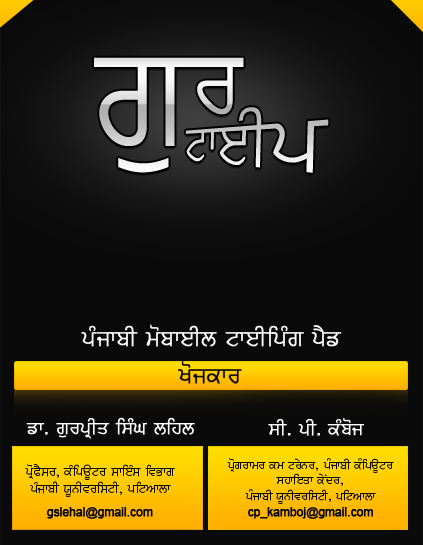 ਗੁਰ
ਟਾਈਪ
ਪੰਜਾਬੀ ਮੋਬਾਈਲ ਟਾਈਪਿੰਗ ਪੈਡ
ਖੋਜਕਾਰ
ਡਾ. ਗੁਰਪ੍ਰੀਤ ਸਿੰਘ ਲਹਿਲ
ਪ੍ਰੋਫੈਸਰ, ਕੰਪਿਊਟਰ ਸਾਇੰਸ ਵਿਭਾਗ
ਪੰਜਾਬੀ ਯੂਨੀਵਰਸਿਟੀ, ਪਟਿਆਲਾ
gslehal@gmail.com
ਸੀ. ਪੀ. ਕੰਬੋਜ
ਪ੍ਰੋਗਰਾਮਰ ਕਮ ਟਰੇਨਰ, ਪੰਜਾਬੀ ਕੰਪਿਊਟਰ
ਸਹਾਇਤਾ ਕੇਂਦਰ,
ਪੰਜਾਬੀ ਯੂਨੀਵਰਸਿਟੀ, ਪਟਿਆਲਾ
cp_kamboj@gmail.com